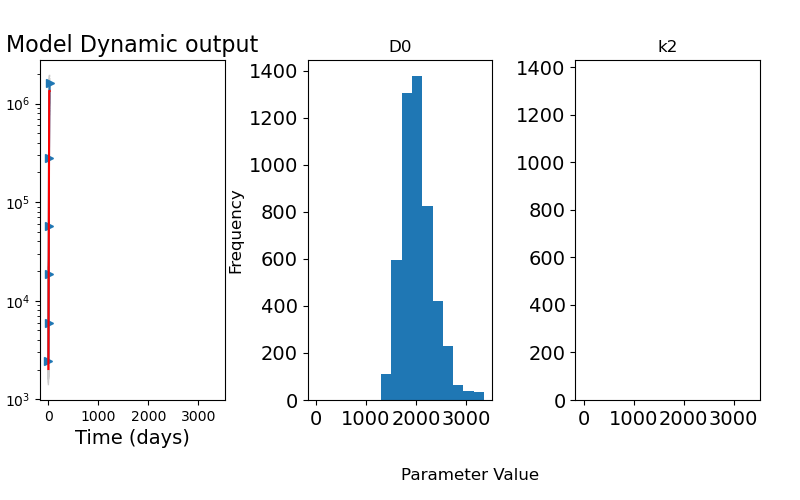 Model Dynamic output
10^6
10^5
10^4
10^3
0 1000 2000 3000
Time (days)
D0
1400
1200
1000
800
600
400
200
0
Frequency
0 1000 2000 3000
k2
1400
1200
1000
800
600
400
200
0
0 1000 2000 3000
Parameter Value